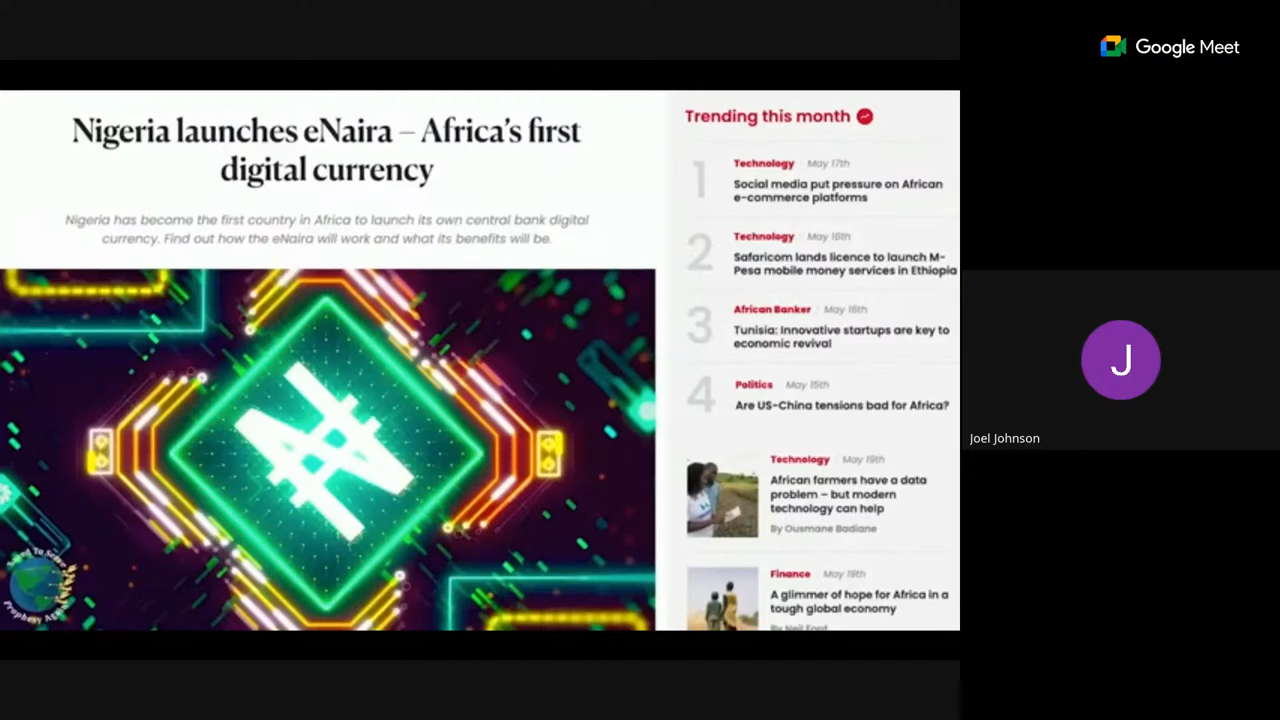 Google Meet
Nigeria launches eNaira – Africa's first
digital currency
Nigeria has become the first country in Africa to launch its own central bank digital
currency. Find out how the eNaira will work and what its benefits will be.
Trending this month
1
Technology May 17th
Social media put pressure on African
e-commerce platforms
2
Technology May 16th
Safaricom lands licence to launch M-
Pesa mobile money services in Ethiopia
3
African Banker May 16th
Tunisia: Innovative startups are key to
economic revival
4
Politics May 15th
Are US-China tensions bad for Africa?
Technology May 19th
African farmers have a data
problem – but modern
technology can help
By Ousmane Badiane
Finance May 19th
A glimmer of hope for Africa in a
tough global economy
By Neil Ford
J
Joel Johnson